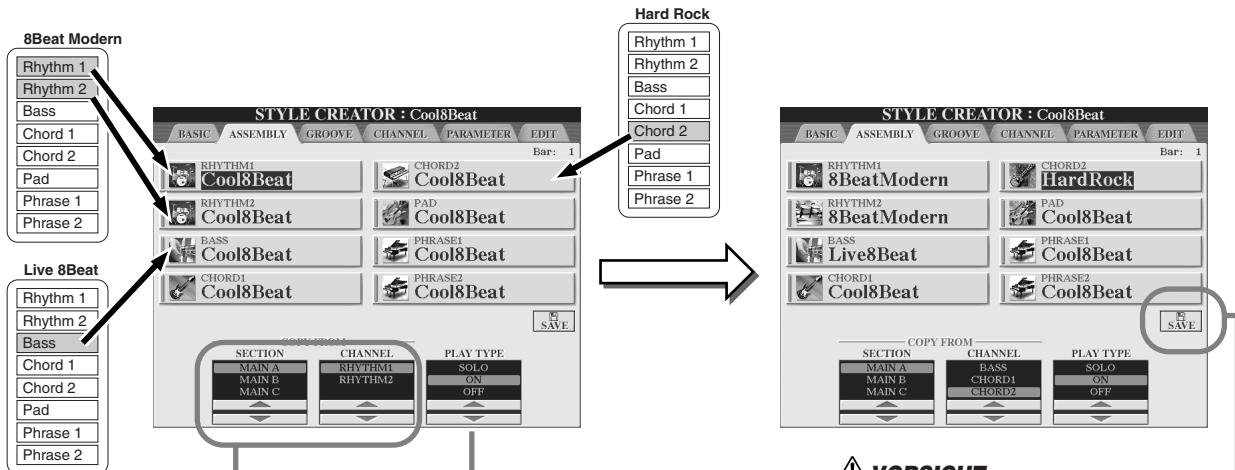 8Beat Modern
Rhythm 1
Rhythm 2
Bass
Chord 1
Chord 2
Pad
Phrase 1
Phrase 2
Live 8Beat
Rhythm 1
Rhythm 2
Bass
Chord 1
Chord 2
Pad
Phrase 1
Phrase 2
STYLE CREATOR : Cool8Beat
BASIC ASSEMBLY GROOVE CHANNEL PARAMETER EDIT
Bar: 1
RHYTHM1 CHORD2
Cool8Beat Cool8Beat
RHYTHM2 PAD
Cool8Beat Cool8Beat
BASS PHRASE1
Cool8Beat Cool8Beat
CHORD1 PHRASE2
Cool8Beat Cool8Beat
SAVE
COPY FROM
SECTION CHANNEL PLAY TYPE
MAIN A RHYTHM1 SOLO
MAIN B RHYTHM2 ON
MAIN C OFF
Hard Rock
Rhythm 1
Rhythm 2
Bass
Chord 1
Chord 2
Pad
Phrase 1
Phrase 2
STYLE CREATOR : Cool8Beat
BASIC ASSEMBLY GROOVE CHANNEL PARAMETER EDIT
Bar: 1
RHYTHM1 CHORD2
8BeatModern HardRock
RHYTHM2 PAD
8BeatModern Cool8Beat
BASS PHRASE1
Live8Beat Cool8Beat
CHORD1 PHRASE2
Cool8Beat Cool8Beat
SAVE
COPY FROM
SECTION CHANNEL PLAY TYPE
MAIN A BASS SOLO
MAIN B CHORD1 ON
MAIN C CHORD2 OFF